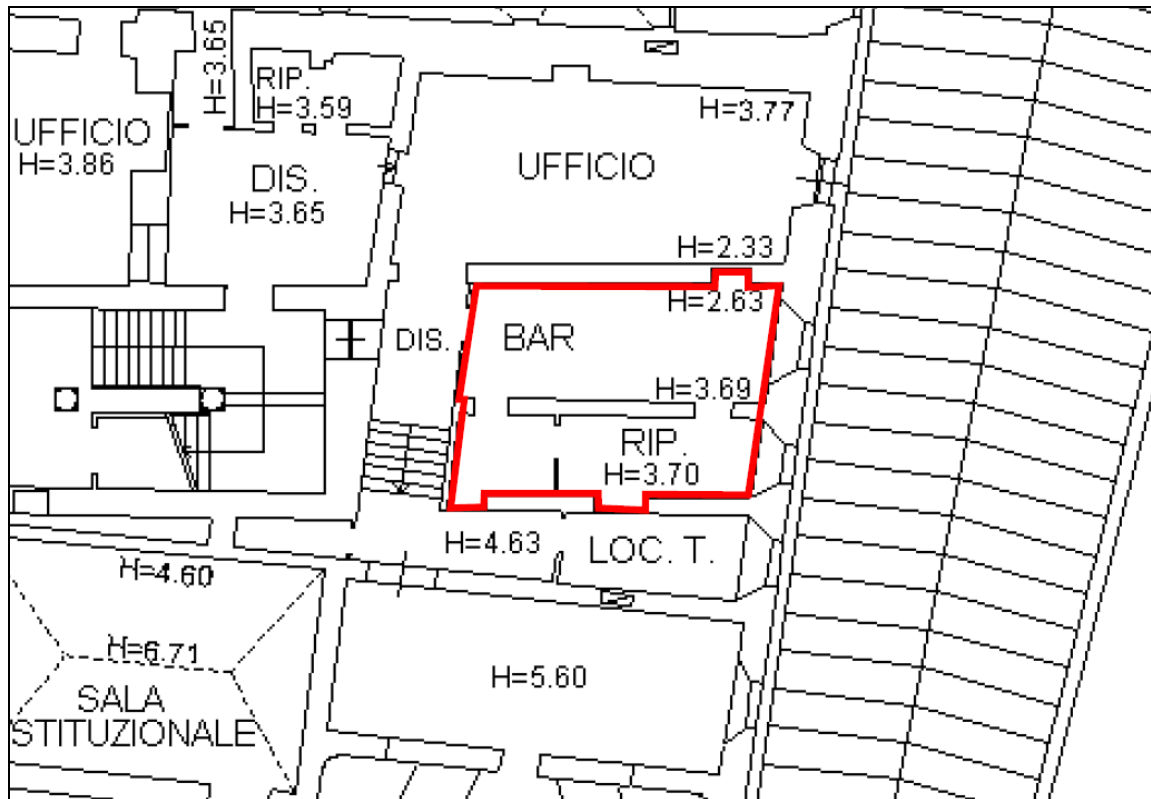 H=3.65
RIP.
H=3.59
H=3.77
UFFICIO
H=3.86
UFFICIO
DIS.
H=3.65
H=2.33
H=2.63
DIS.
BAR
H=3.69
RIP.
H=3.70
H=4.63
LOC. T.
H=4.60
H=6.71
H=5.60
SALA
STITUZIONALE